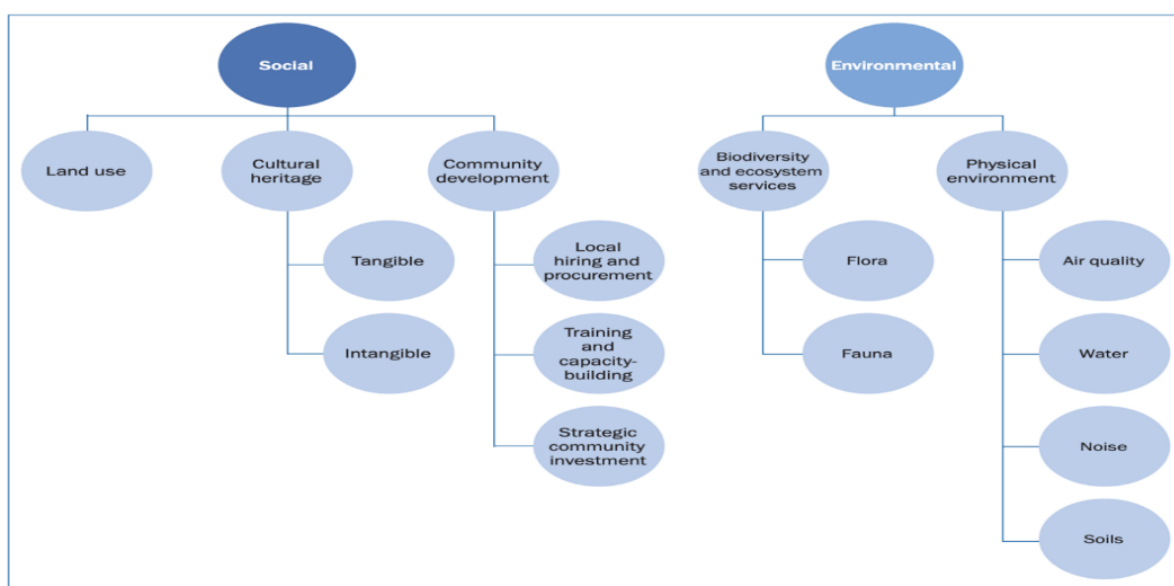 Social
Environmental
Land use
Cultural
heritage
Community
development
Biodiversity
and ecosystem
services
Physical
environment
Tangible
Local
hiring and
procurement
Flora
Air quality
Intangible
Training
and
capacity-
building
Fauna
Water
Strategic
community
investment
Noise
Soils